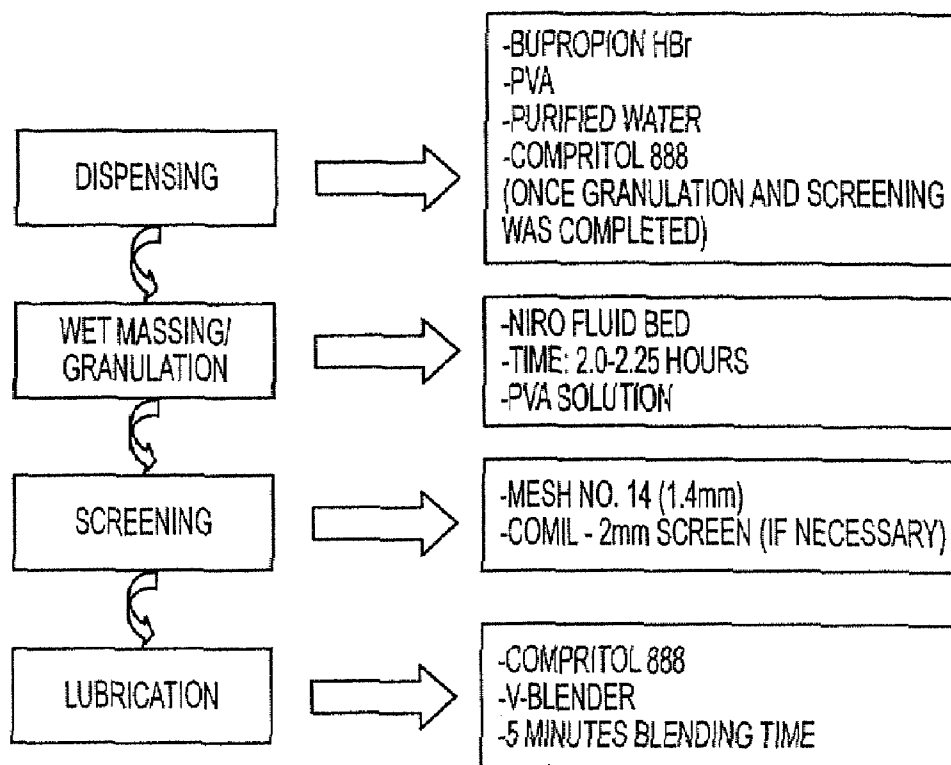 DISPENSING
-BUPROPION HBr
-PVA
-PURIFIED WATER
-COMPRITOL 888
(ONCE GRANULATION AND SCREENING
WAS COMPLETED)
WET MASSING/
GRANULATION
-NIRO FLUID BED
-TIME: 2.0-2.25 HOURS
-PVA SOLUTION
SCREENING
-MESH NO. 14 (1.4mm)
-COMIL - 2mm SCREEN (IF NECESSARY)
LUBRICATION
-COMPRITOL 888
-V-BLENDER
-5 MINUTES BLENDING TIME